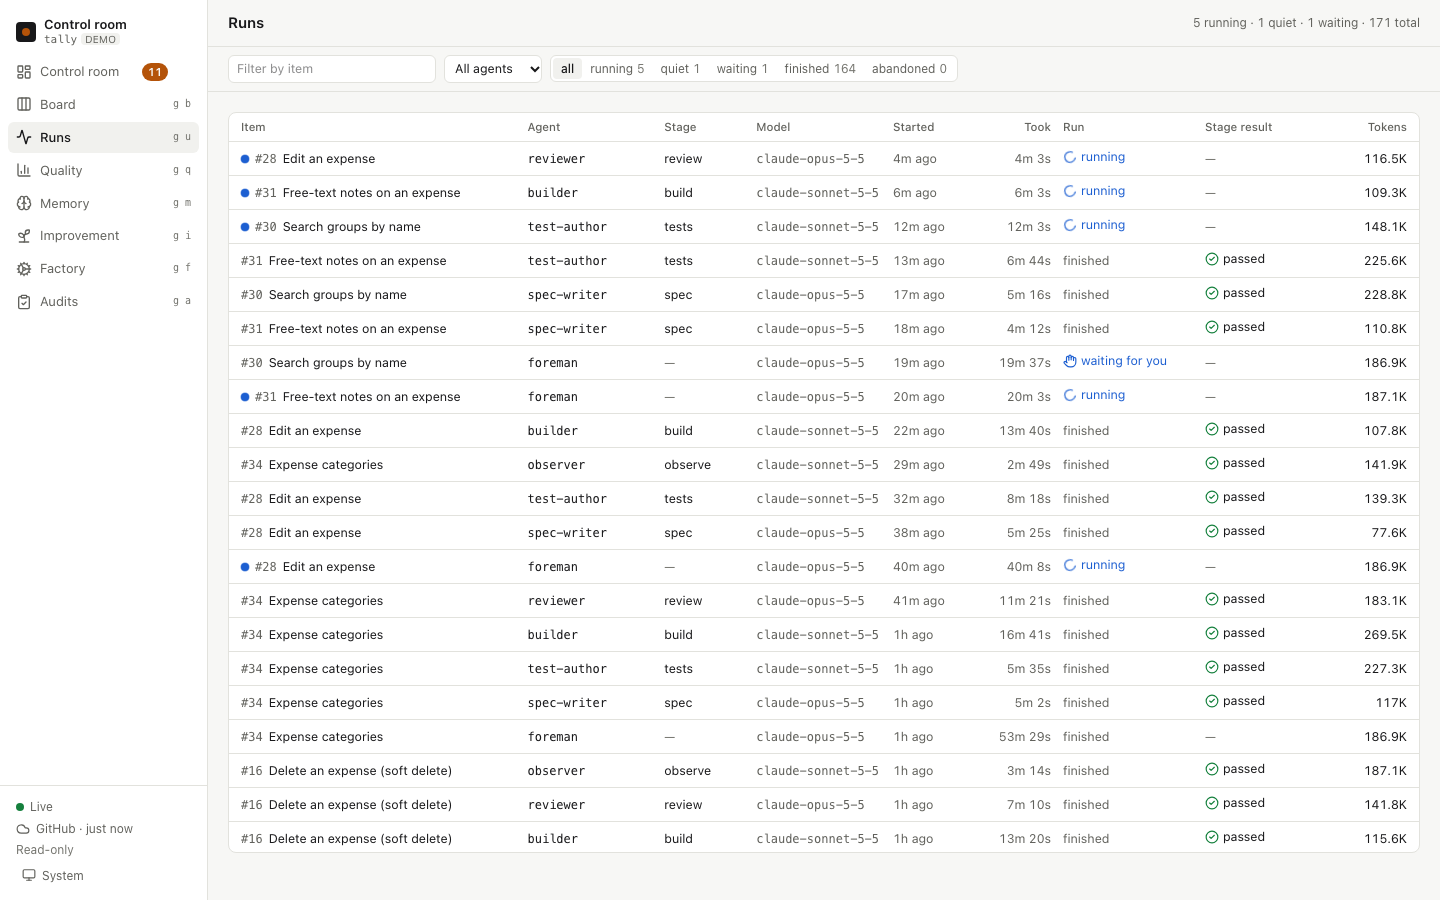 Control room
tally DEMO
Control room 11
Board g b
Runs g u
Quality g q
Memory g m
Improvement g i
Factory g f
Audits g a
Live
GitHub · just now
Read-only
System
Runs
5 running · 1 quiet · 1 waiting · 171 total
Filter by item All agents all running 5 quiet 1 waiting 1 finished 164 abandoned 0
Item Agent Stage Model Started Took Run Stage result Tokens
#28 Edit an expense reviewer review claude-opus-5-5 4m ago 4m 3s running — 116.5K
#31 Free-text notes on an expense builder build claude-sonnet-5-5 6m ago 6m 3s running — 109.3K
#30 Search groups by name test-author tests claude-sonnet-5-5 12m ago 12m 3s running — 148.1K
#31 Free-text notes on an expense test-author tests claude-sonnet-5-5 13m ago 6m 44s finished passed 225.6K
#30 Search groups by name spec-writer spec claude-opus-5-5 17m ago 5m 16s finished passed 228.8K
#31 Free-text notes on an expense spec-writer spec claude-opus-5-5 18m ago 4m 12s finished passed 110.8K
#30 Search groups by name foreman — claude-opus-5-5 19m ago 19m 37s waiting for you — 186.9K
#31 Free-text notes on an expense foreman — claude-opus-5-5 20m ago 20m 3s running — 187.1K
#28 Edit an expense builder build claude-sonnet-5-5 22m ago 13m 40s finished passed 107.8K
#34 Expense categories observer observe claude-sonnet-5-5 29m ago 2m 49s finished passed 141.9K
#28 Edit an expense test-author tests claude-sonnet-5-5 32m ago 8m 18s finished passed 139.3K
#28 Edit an expense spec-writer spec claude-opus-5-5 38m ago 5m 25s finished passed 77.6K
#28 Edit an expense foreman — claude-opus-5-5 40m ago 40m 8s running — 186.9K
#34 Expense categories reviewer review claude-opus-5-5 41m ago 11m 21s finished passed 183.1K
#34 Expense categories builder build claude-sonnet-5-5 1h ago 16m 41s finished passed 269.5K
#34 Expense categories test-author tests claude-sonnet-5-5 1h ago 5m 35s finished passed 227.3K
#34 Expense categories spec-writer spec claude-opus-5-5 1h ago 5m 2s finished passed 117K
#34 Expense categories foreman — claude-opus-5-5 1h ago 53m 29s finished — 186.9K
#16 Delete an expense (soft delete) observer observe claude-sonnet-5-5 1h ago 3m 14s finished passed 187.1K
#16 Delete an expense (soft delete) reviewer review claude-opus-5-5 1h ago 7m 10s finished passed 141.8K
#16 Delete an expense (soft delete) builder build claude-sonnet-5-5 1h ago 13m 20s finished passed 115.6K